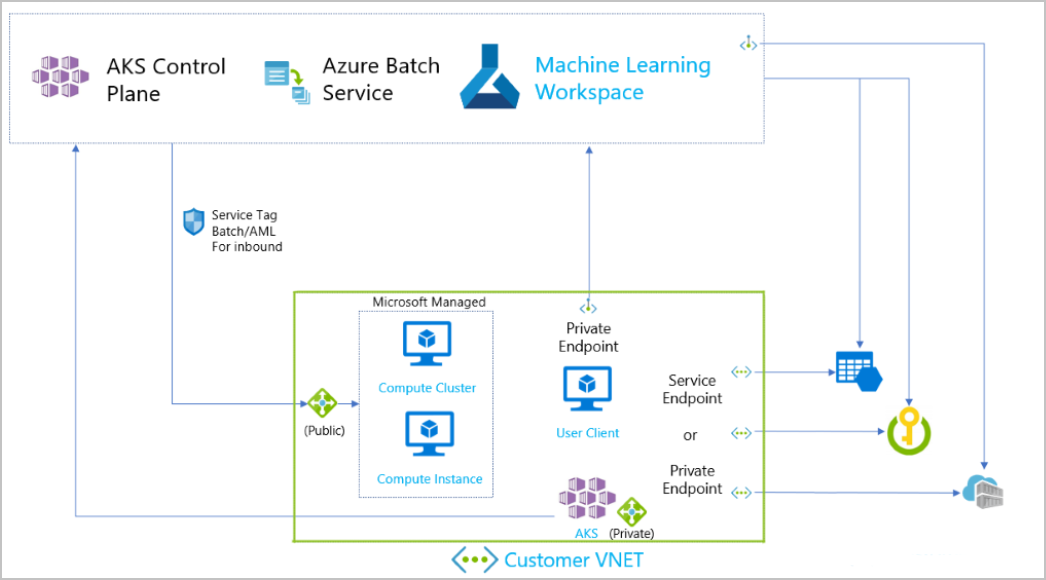 AKS Control
Plane
Azure Batch
Service
Machine Learning
Workspace
Service Tag
Batch/AML
For inbound
Microsoft Managed
Compute Cluster
Compute Instance
(Public)
Private
Endpoint
User Client
Service
Endpoint
or
Private
Endpoint
AKS
(Private)
Customer VNET